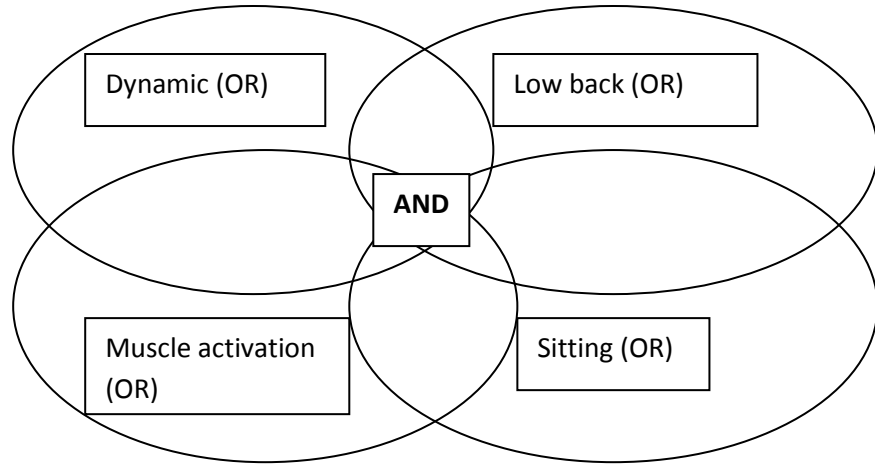 Dynamic (OR)
Low back (OR)
AND
Muscle activation
(OR)
Sitting (OR)